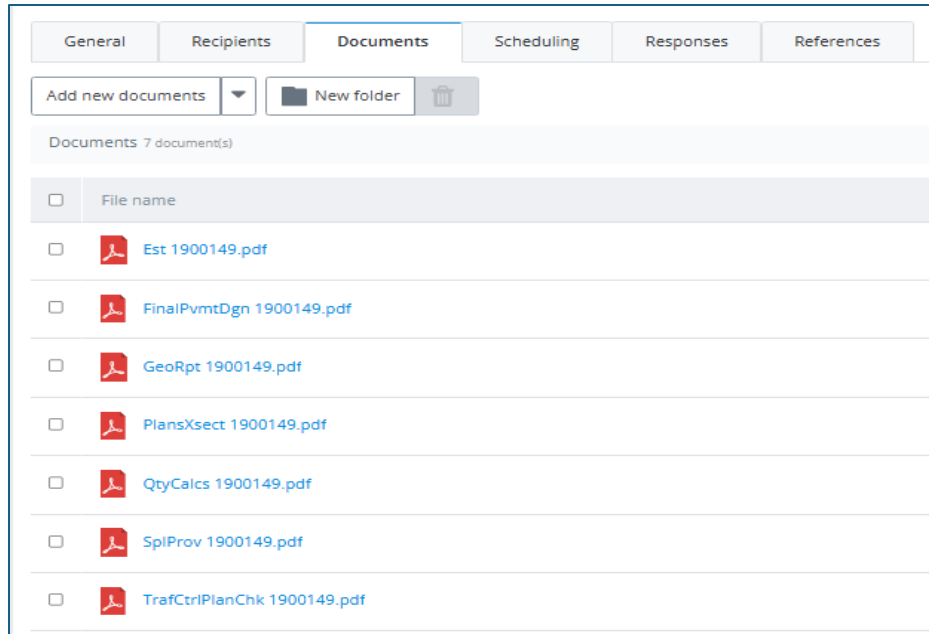 General Recipients Documents Scheduling Responses References
Add new documents New folder
Documents 7 document(s)
File name
Est 1900149.pdf
FinalPvmtDgn 1900149.pdf
GeoRpt 1900149.pdf
PlansXsect 1900149.pdf
QtyCalcs 1900149.pdf
SplProv 1900149.pdf
TrafCtrlPlanChk 1900149.pdf